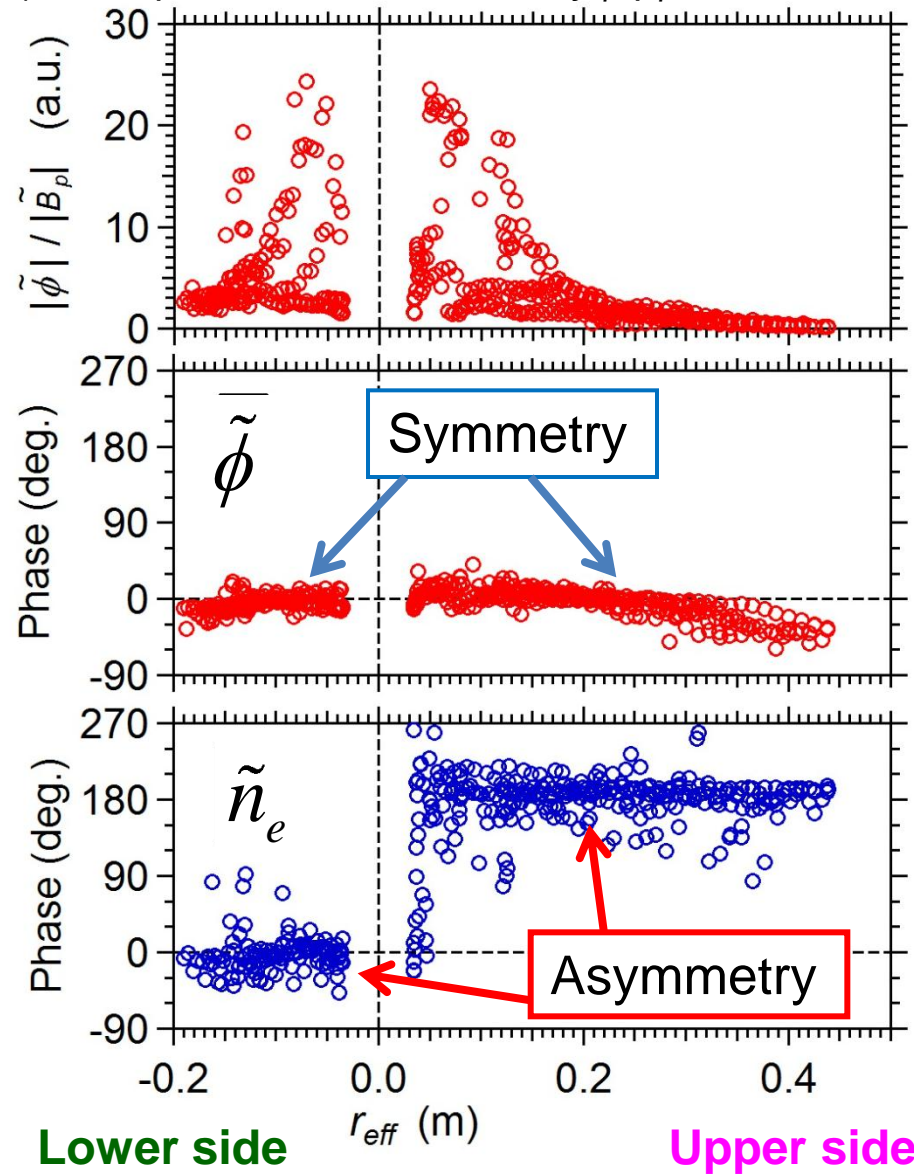 30
20
10
0
|ϕ̃| / |B̃ₚ| (a.u.)
270
180
90
0
-90
Phase (deg.)
ϕ̃
Symmetry
270
180
90
0
-90
Phase (deg.)
ñₑ
Asymmetry
-0.2 0.0 0.2 0.4
r_eff (m)
Lower side Upper side